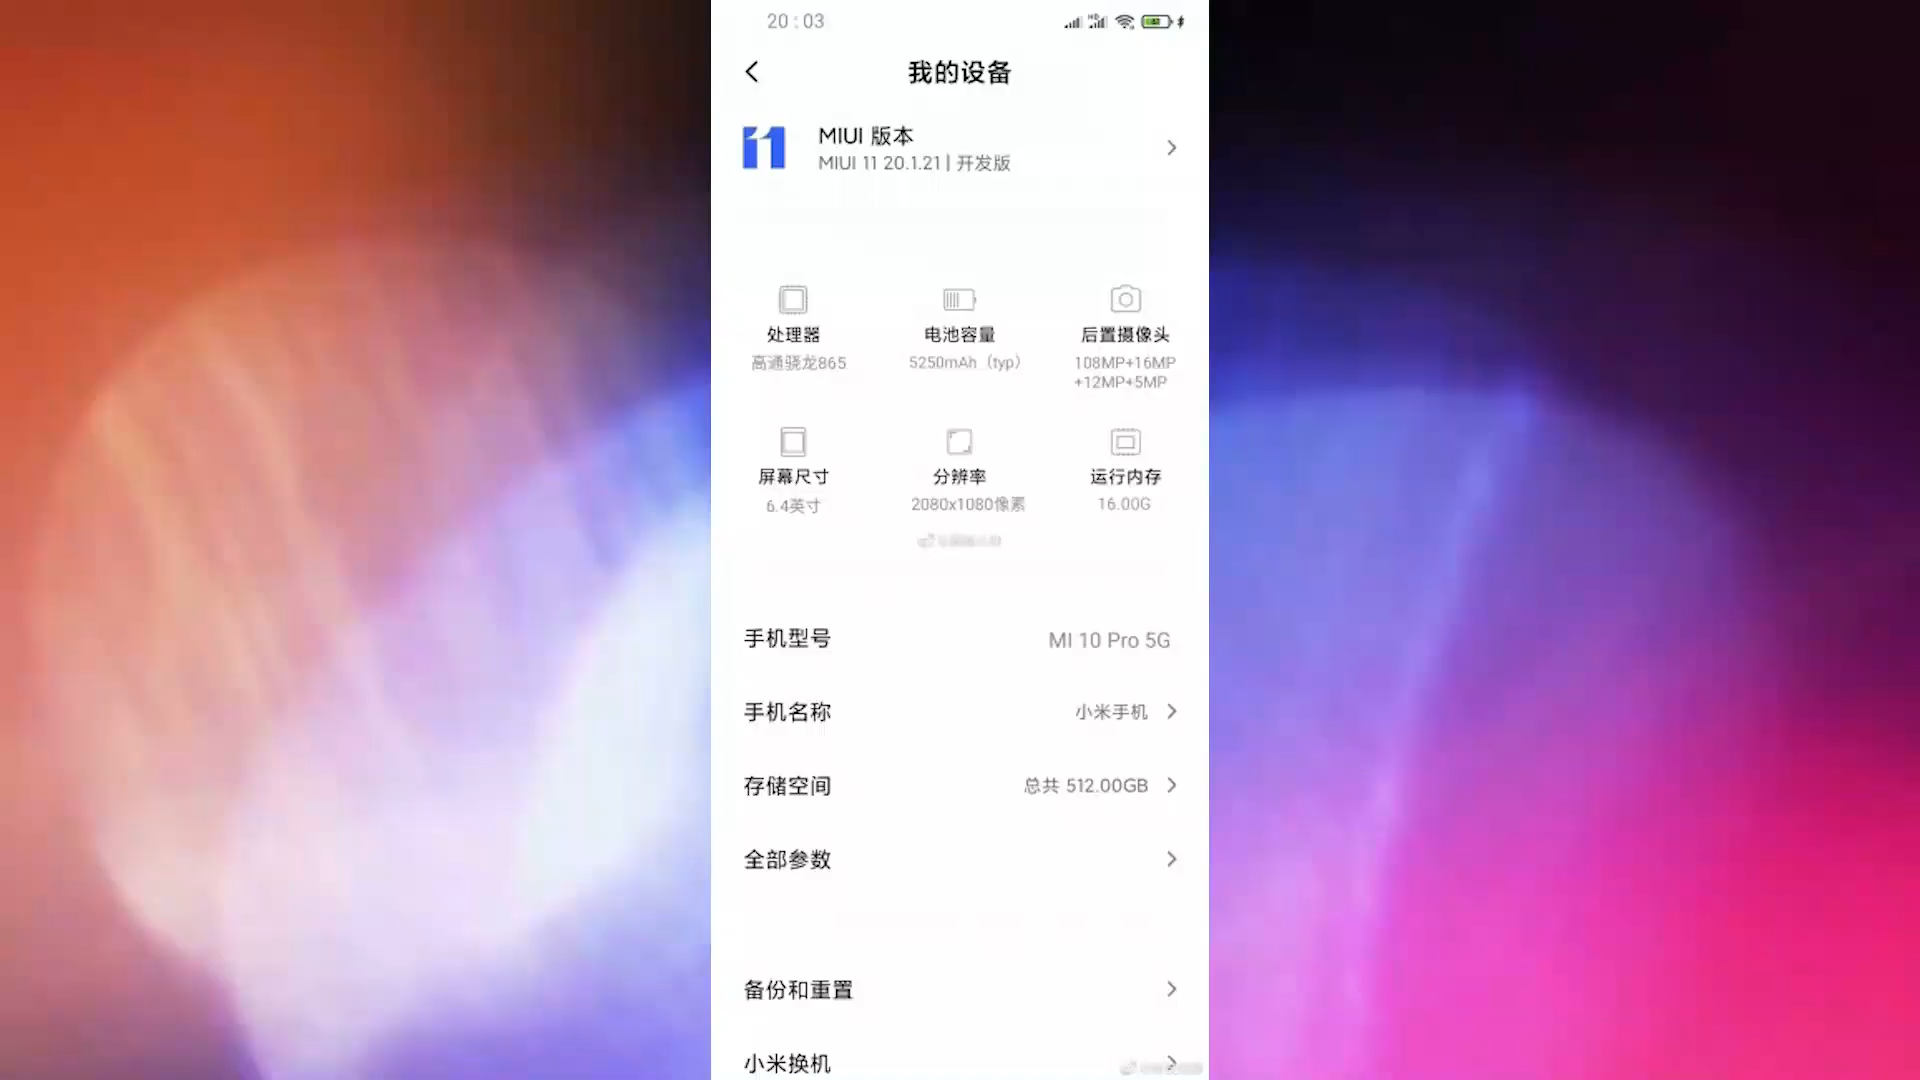 20:03
我的设备
MIUI 版本
MIUI 11 20.1.21 | 开发版
处理器
高通骁龙865
电池容量
5250mAh（typ）
后置摄像头
108MP+16MP
+12MP+5MP
屏幕尺寸
6.4英寸
分辨率
2080x1080像素
运行内存
16.00G
手机型号
MI 10 Pro 5G
手机名称
小米手机
存储空间
总共 512.00GB
全部参数
备份和重置
小米换机